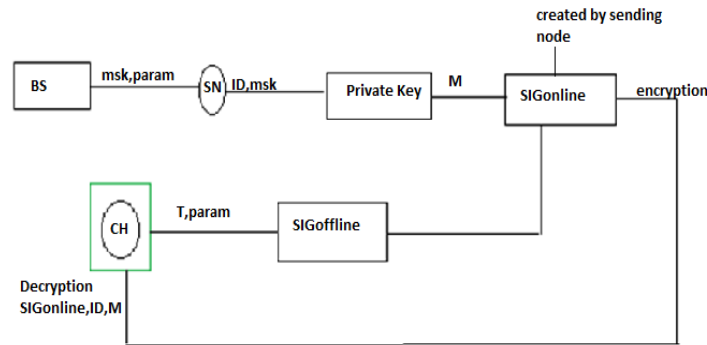 created by sending
node
BS
msk,param
SN
ID,msk
Private Key
M
SIGonline
encryption
CH
T,param
SIGoffline
Decryption
SIGonline,ID,M